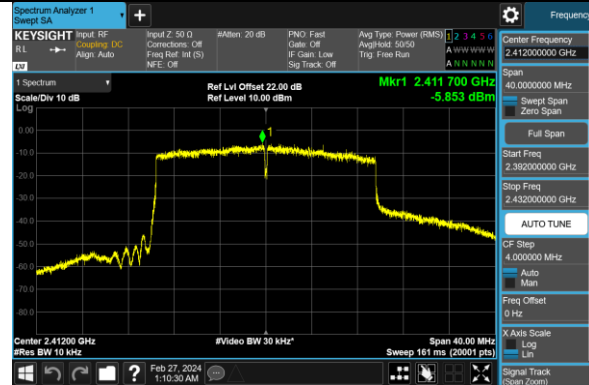 Spectrum Analyzer 1
Swept SA
+
Frequency
KEYSIGHT Input: RF Input Z: 50 Ω #Atten: 20 dB PNO: Fast Avg Type: Power (RMS) 1 2 3 4 5 6
RL Coupling: DC Corrections: Off Gate: Off Avg|Hold: 50/50 A W W W W W
Align: Auto Freq Ref: Int (S) IF Gain: Low Trig: Free Run
LXI NFE: Off Sig Track: Off A N N N N N
Center Frequency
2.412000000 GHz
Span
40.0000000 MHz
Swept Span
Zero Span
Full Span
Start Freq
2.392000000 GHz
Stop Freq
2.432000000 GHz
AUTO TUNE
CF Step
4.000000 MHz
Auto
Man
Freq Offset
0 Hz
X Axis Scale
Log
Lin
Signal Track
(Span Zoom)
1 Spectrum Ref Lvl Offset 22.00 dB Mkr1 2.411 700 GHz
Scale/Div 10 dB Ref Level 10.00 dBm -5.853 dBm
Log
1
0.00
-10.0
-20.0
-30.0
-40.0
-50.0
-60.0
-70.0
-80.0
Center 2.41200 GHz #Video BW 30 kHz* Span 40.00 MHz
#Res BW 10 kHz Sweep 161 ms (20001 pts)
? Feb 27, 2024
1:10:30 AM